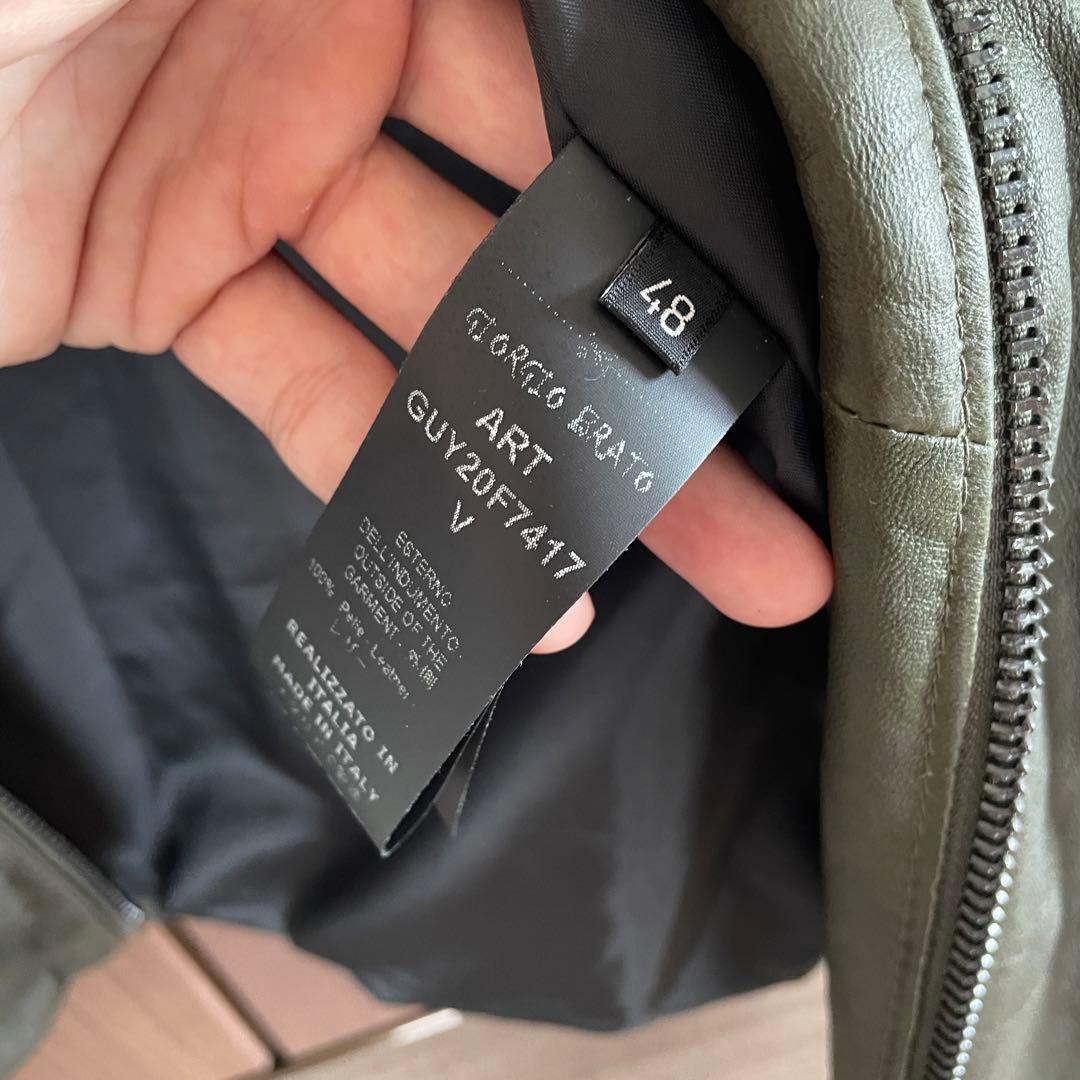 48
GIORGIO BRATO
ART
GUY20F7417
V
ESTERNO
DELL'INDUMENTO
OUTSIDE OF THE
GARMENT -
100% Pelle - Leather
REALIZZATO IN
ITALIA
MADE IN ITALY